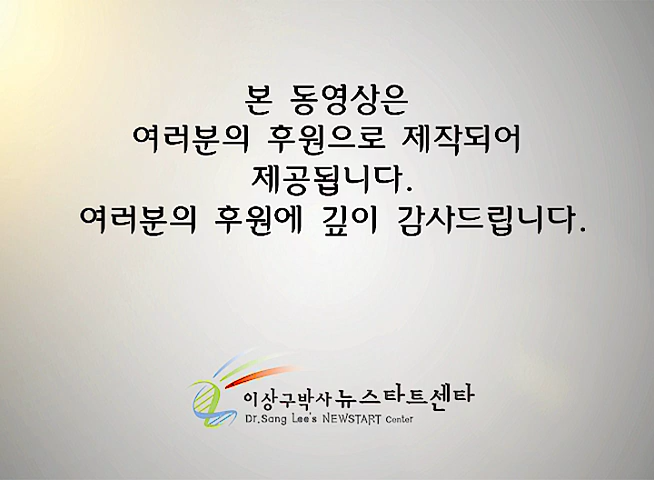 본 동영상은
여러분의 후원으로 제작되어
제공됩니다.
여러분의 후원에 깊이 감사드립니다.
이상구박사 뉴스타트센타
Dr.Sang Lee's NEWSTART Center